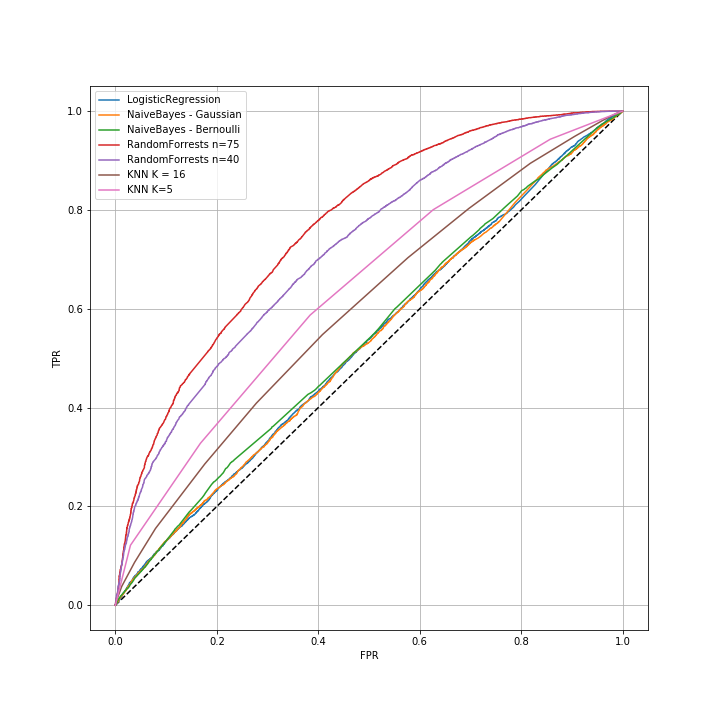 LogisticRegression
NaiveBayes - Gaussian
NaiveBayes - Bernoulli
RandomForrests n=75
RandomForrests n=40
KNN K = 16
KNN K=5
1.0
0.8
0.6
0.4
0.2
0.0
TPR
0.0 0.2 0.4 0.6 0.8 1.0
FPR